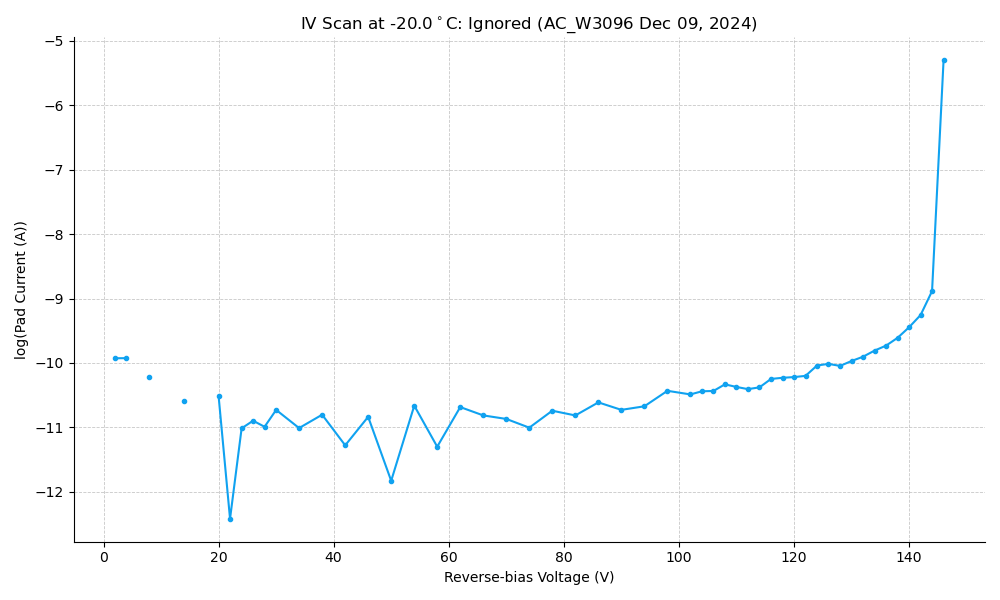 IV Scan at -20.0°C: Ignored (AC_W3096 Dec 09, 2024)
log(Pad Current (A))
−5
−6
−7
−8
−9
−10
−11
−12
0 20 40 60 80 100 120 140
Reverse-bias Voltage (V)